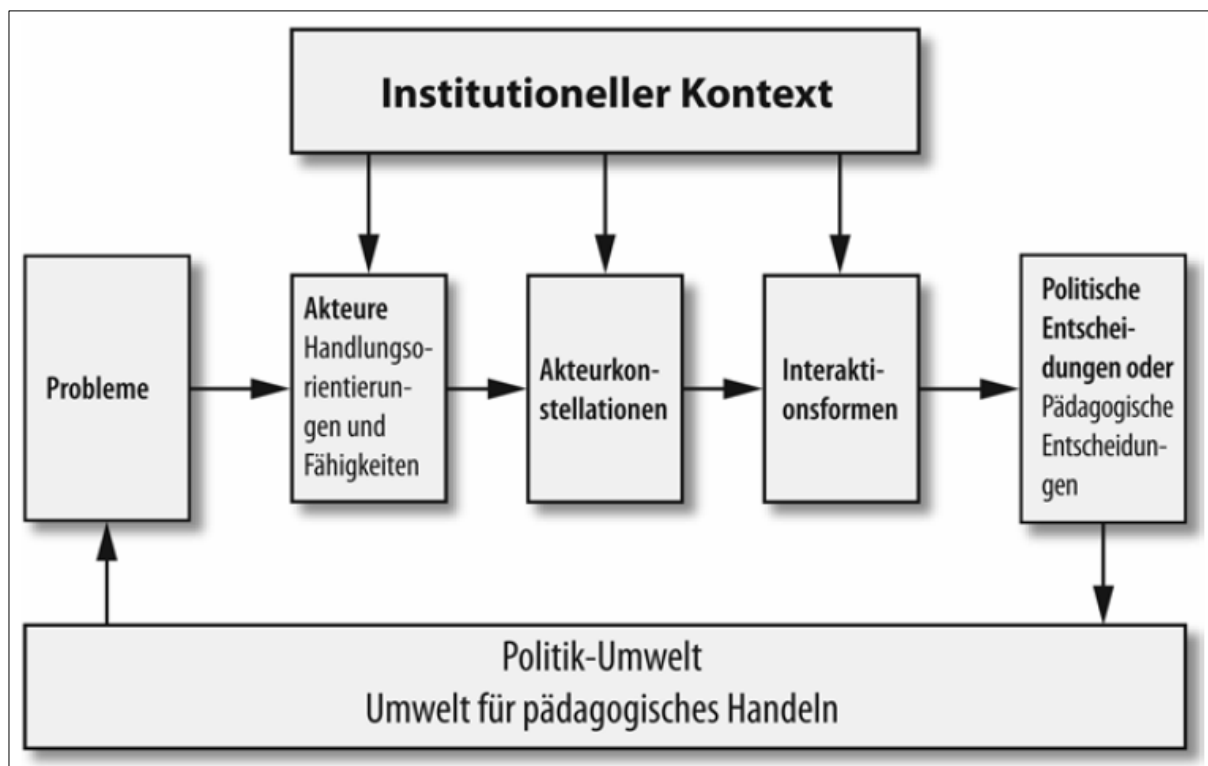 Institutioneller Kontext
Probleme
Akteure
Handlungso-
rientierun-
gen und
Fähigkeiten
Akteurkon-
stellationen
Interakti-
onsformen
Politische
Entschei-
dungen oder
Pädagogische
Entscheidun-
gen
Politik-Umwelt
Umwelt für pädagogisches Handeln